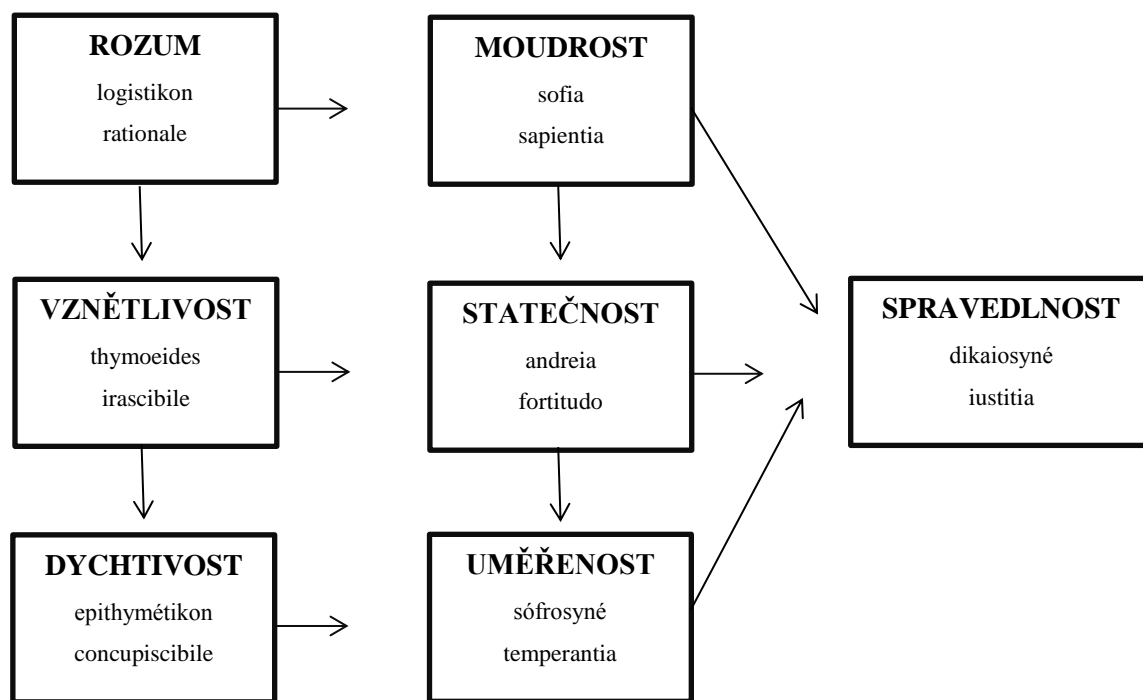 ROZUM
logistikon
rationale
MOUDROST
sofia
sapientia
VZNĚTLIVOST
thymoeides
irascibile
STATEČNOST
andreia
fortitudo
SPRAVEDLNOST
dikaiosyné
iustitia
DYCHTIVOST
epithymétikon
concupiscibile
UMĚŘENOST
sófrosyné
temperantia